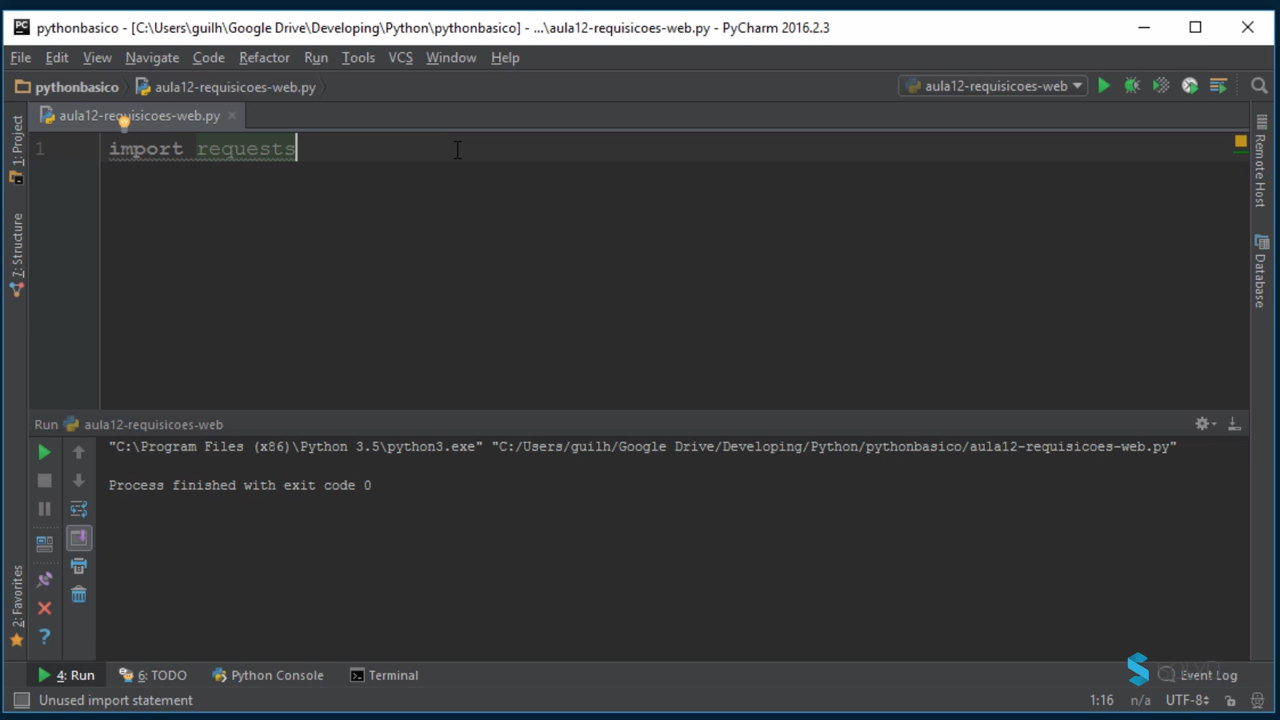 pythonbasico - [C:\Users\guilh\Google Drive\Developing\Python\pythonbasico] - ...\aula12-requisicoes-web.py - PyCharm 2016.2.3
File Edit View Navigate Code Refactor Run Tools VCS Window Help
pythonbasico aula12-requisicoes-web.py aula12-requisicoes-web
aula12-requisicoes-web.py
1: Project
7: Structure
2: Favorites
1 import requests
Remote Host
Database
Run aula12-requisicoes-web
"C:\Program Files (x86)\Python 3.5\python3.exe" "C:/Users/guilh/Google Drive/Developing/Python/pythonbasico/aula12-requisicoes-web.py"
Process finished with exit code 0
4: Run 6: TODO Python Console Terminal Event Log
Unused import statement 1:16 n/a UTF-8